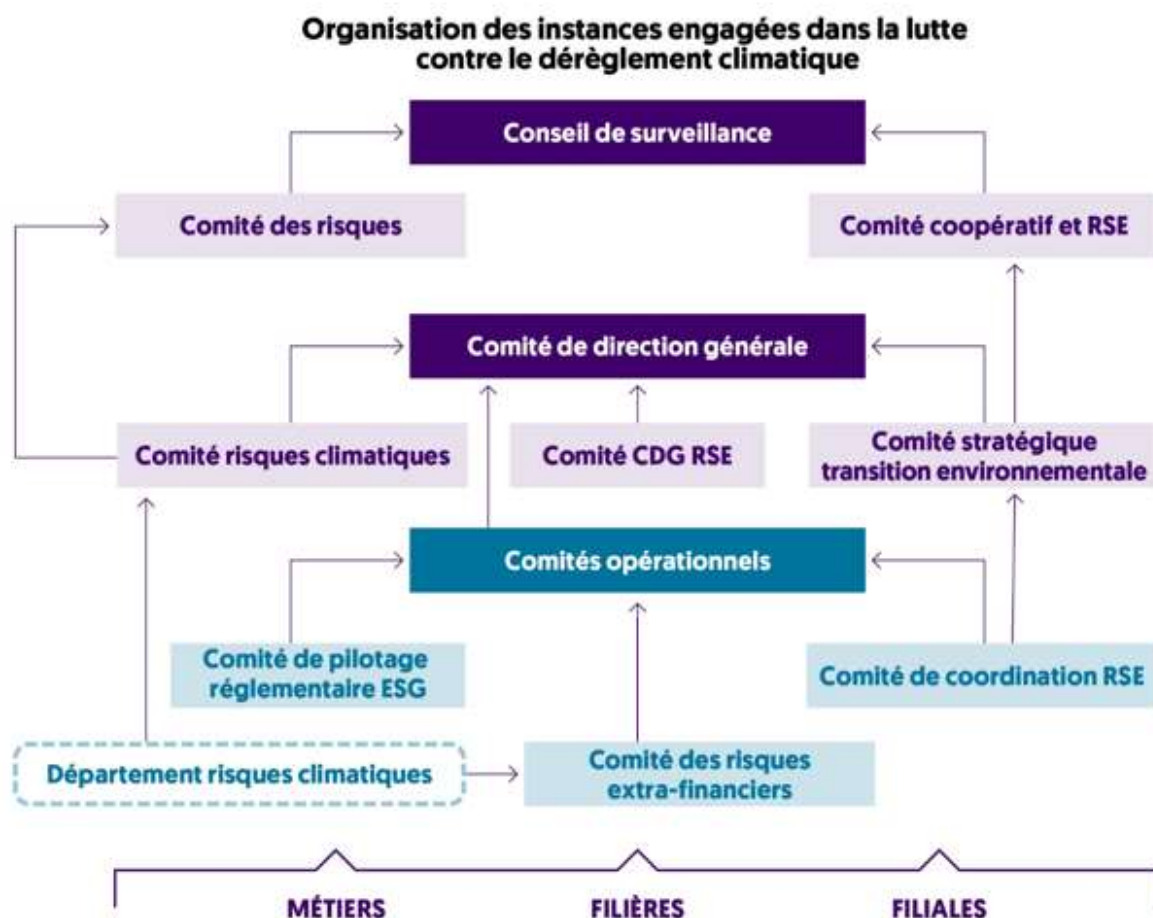 Organisation des instances engagées dans la lutte
contre le dérèglement climatique
Conseil de surveillance
Comité des risques
Comité coopératif et RSE
Comité de direction générale
Comité risques climatiques
Comité CDG RSE
Comité stratégique
transition environnementale
Comités opérationnels
Comité de pilotage
réglementaire ESG
Comité de coordination RSE
Département risques climatiques
Comité des risques
extra-financiers
MÉTIERS
FILIÈRES
FILIALES